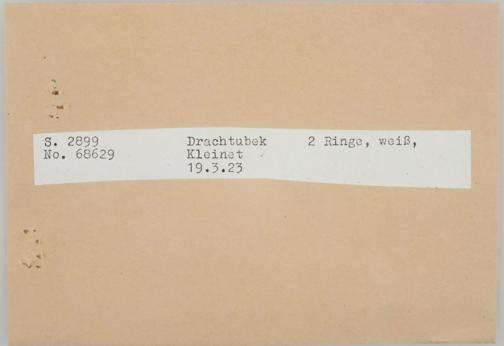 S. 2899 Drachtubek 2 Ringe, weiß,
No. 68629 Kleinet
19.3.23